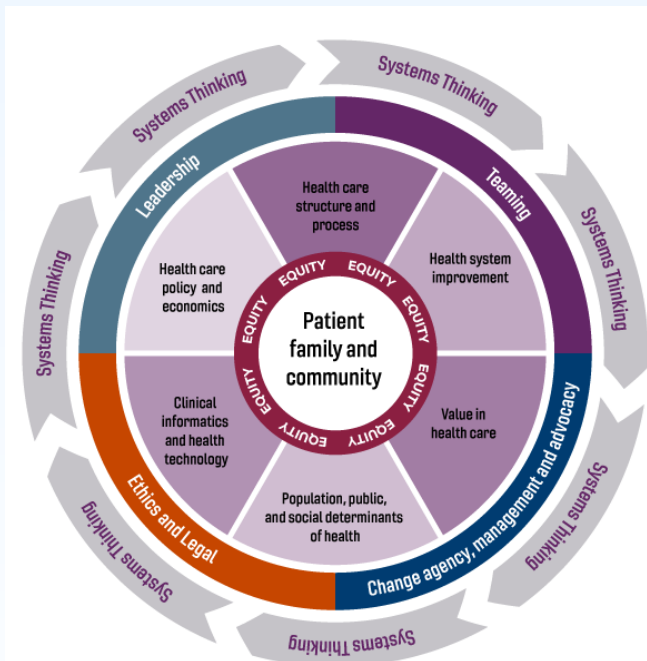 Systems Thinking
Systems Thinking
Systems Thinking
Systems Thinking
Systems Thinking
Systems Thinking
Systems Thinking
Leadership
Teaming
Change agency, management and advocacy
Ethics and Legal
Health care
structure and
process
Health system
improvement
Value in
health care
Population, public,
and social determinants
of health
Clinical
informatics
and health
technology
Health care
policy and
economics
EQUITY
EQUITY
EQUITY
EQUITY
EQUITY
EQUITY
EQUITY
EQUITY
Patient
family and
community